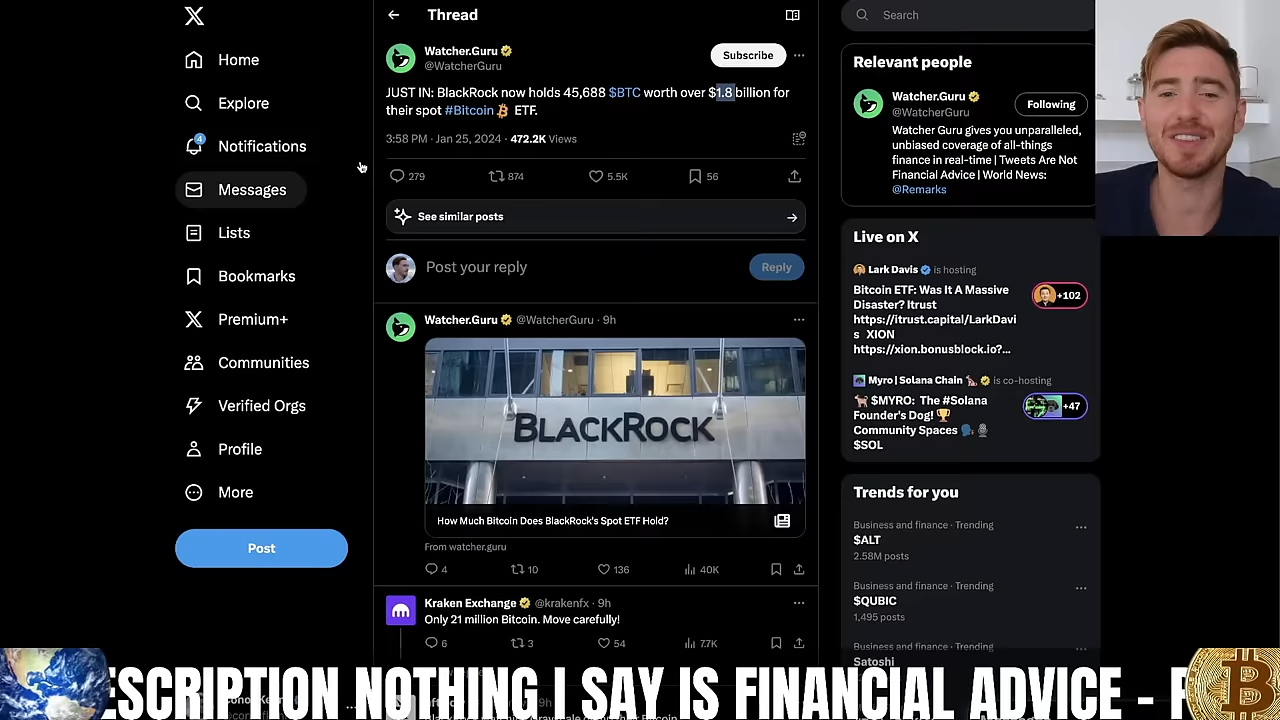 Home
Explore
4
Notifications
Messages
Lists
Bookmarks
Premium+
Communities
Verified Orgs
Profile
More
Post
Thread
Watcher.Guru
@WatcherGuru
Subscribe
JUST IN: BlackRock now holds 45,688 $BTC worth over $1.8 billion for
their spot #Bitcoin ETF.
3:58 PM · Jan 25, 2024 · 472.2K Views
279 874 5.5K 56
See similar posts
Post your reply
Reply
Watcher.Guru @WatcherGuru · 9h
BLACKROCK
How Much Bitcoin Does BlackRock's Spot ETF Hold?
From watcher.guru
4 10 136 40K
Kraken Exchange @krakenfx · 9h
Only 21 million Bitcoin. Move carefully!
6 3 54 7.7K
Search
Relevant people
Watcher.Guru
@WatcherGuru
Following
Watcher Guru gives you unparalleled,
unbiased coverage of all-things
finance in real-time | Tweets Are Not
Financial Advice | World News:
@Remarks
Live on X
Lark Davis is hosting
Bitcoin ETF: Was It A Massive
Disaster? Itrust
https://itrust.capital/LarkDavi
s XION
https://xion.bonusblock.io?...
+102
Myro | Solana Chain is co-hosting
$MYRO: The #Solana
Founder's Dog!
Community Spaces
$SOL
+47
Trends for you
Business and finance · Trending
$ALT
2.58M posts
Business and finance · Trending
$QUBIC
1,495 posts
Business and finance · Trending
Satoshi
ESCRIPTION NOTHING I SAY IS FINANCIAL ADVICE -